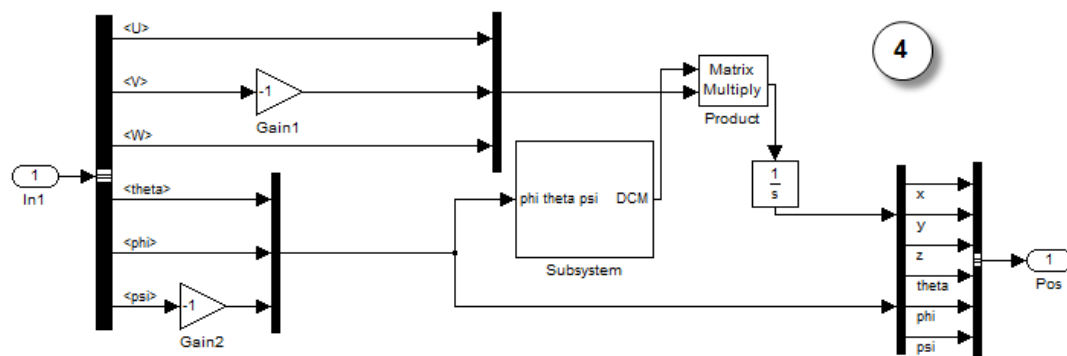 <U>
<V>
-1
Gain1
<W>
1
In1
<theta>
<phi>
<psi>
-1
Gain2
phi theta psi DCM
Subsystem
Matrix
Multiply
Product
1
s
4
x
y
z
theta
phi
psi
1
Pos